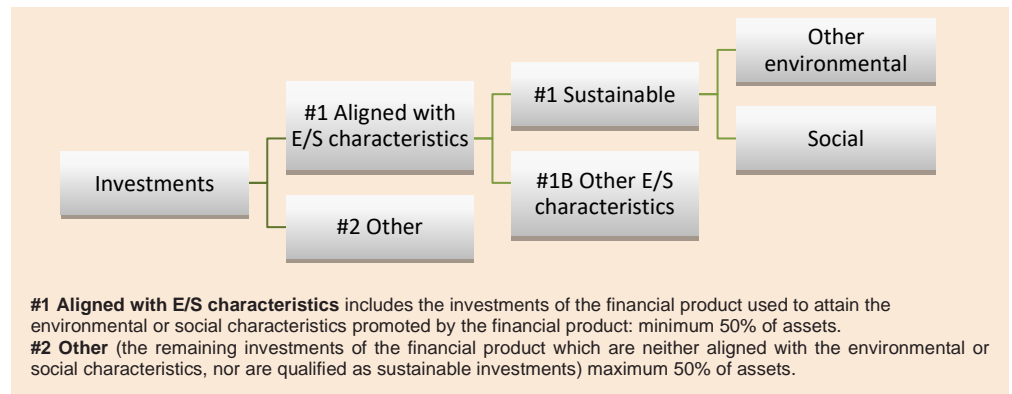 Investments
#1 Aligned with
E/S characteristics
#2 Other
#1 Sustainable
#1B Other E/S
characteristics
Other
environmental
Social
#1 Aligned with E/S characteristics includes the investments of the financial product used to attain the
environmental or social characteristics promoted by the financial product: minimum 50% of assets.
#2 Other (the remaining investments of the financial product which are neither aligned with the environmental or
social characteristics, nor are qualified as sustainable investments) maximum 50% of assets.